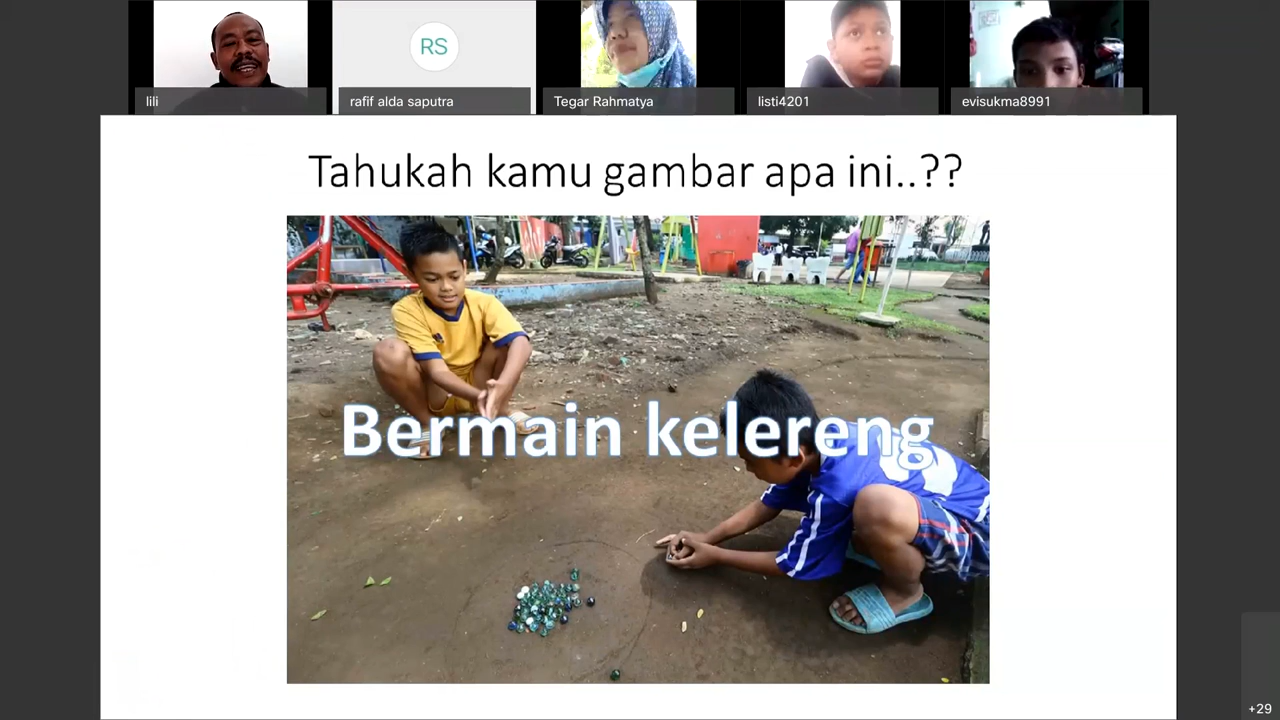 RS
lili
rafif alda saputra
Tegar Rahmatya
listi4201
evisukma8991
Tahukah kamu gambar apa ini..??
Bermain kelereng
+29